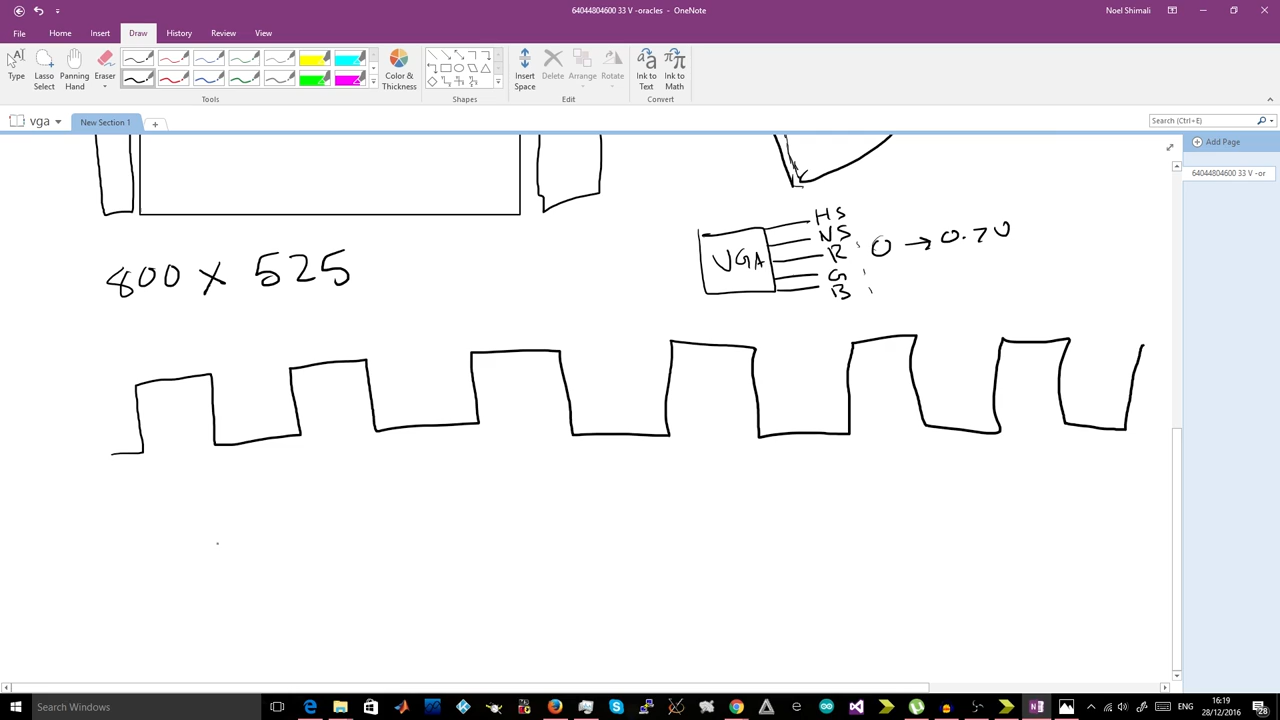 64044804600 33 V -oracles - OneNote
Noel Shimali
File Home Insert Draw History Review View
Type
Lasso Select
Panning Hand
Eraser
Color & Thickness
Insert Space
Delete
Arrange
Rotate
Ink to Text
Ink to Math
Tools
Shapes
Edit
Convert
vga
New Section 1
Search (Ctrl+E)
Add Page
64044804600 33 V -or
HS
VS
R
G
B
VGA
0 → 0.7V
800 x 525
Search Windows
ENG
16:19
28/12/2016